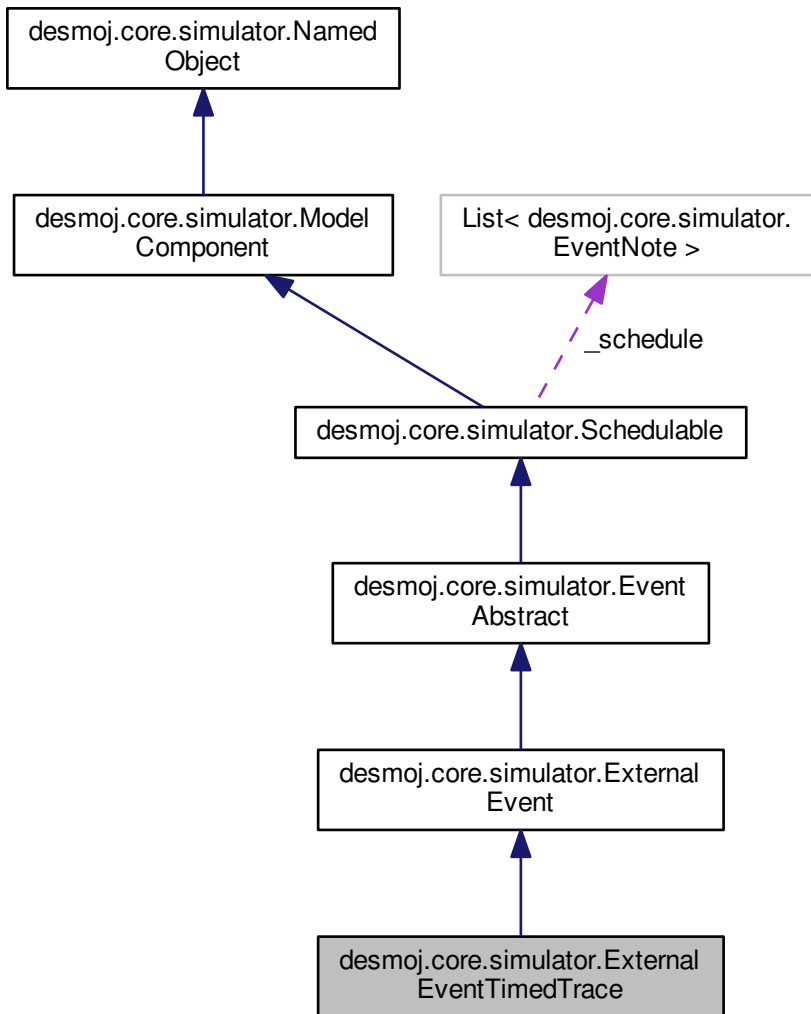 desmoj.core.simulator.Named
Object
desmoj.core.simulator.Model
Component
List< desmoj.core.simulator.
EventNote >
_schedule
desmoj.core.simulator.Schedulable
desmoj.core.simulator.Event
Abstract
desmoj.core.simulator.External
Event
desmoj.core.simulator.External
EventTimedTrace